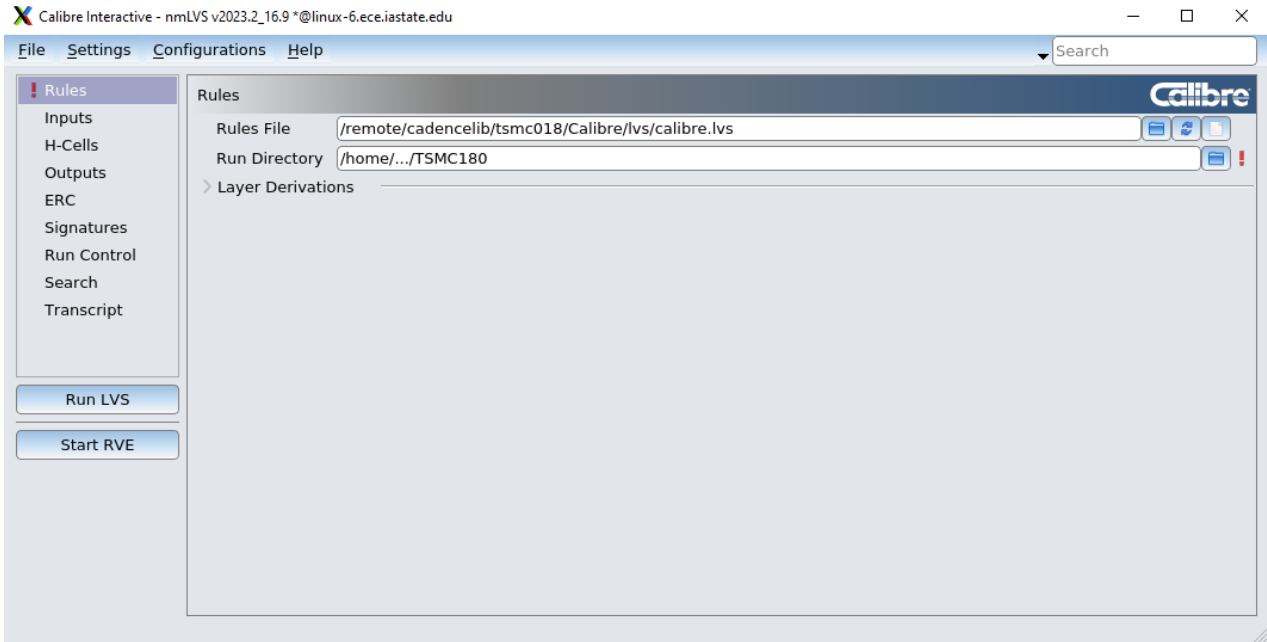 Calibre Interactive - nmLVS v2023.2_16.9 *@linux-6.ece.iastate.edu
File Settings Configurations Help Search
! Rules
Inputs
H-Cells
Outputs
ERC
Signatures
Run Control
Search
Transcript
Run LVS
Start RVE
Rules Calibre
Rules File /remote/cadencelib/tsmc018/Calibre/lvs/calibre.lvs
Run Directory /home/.../TSMC180 !
Layer Derivations